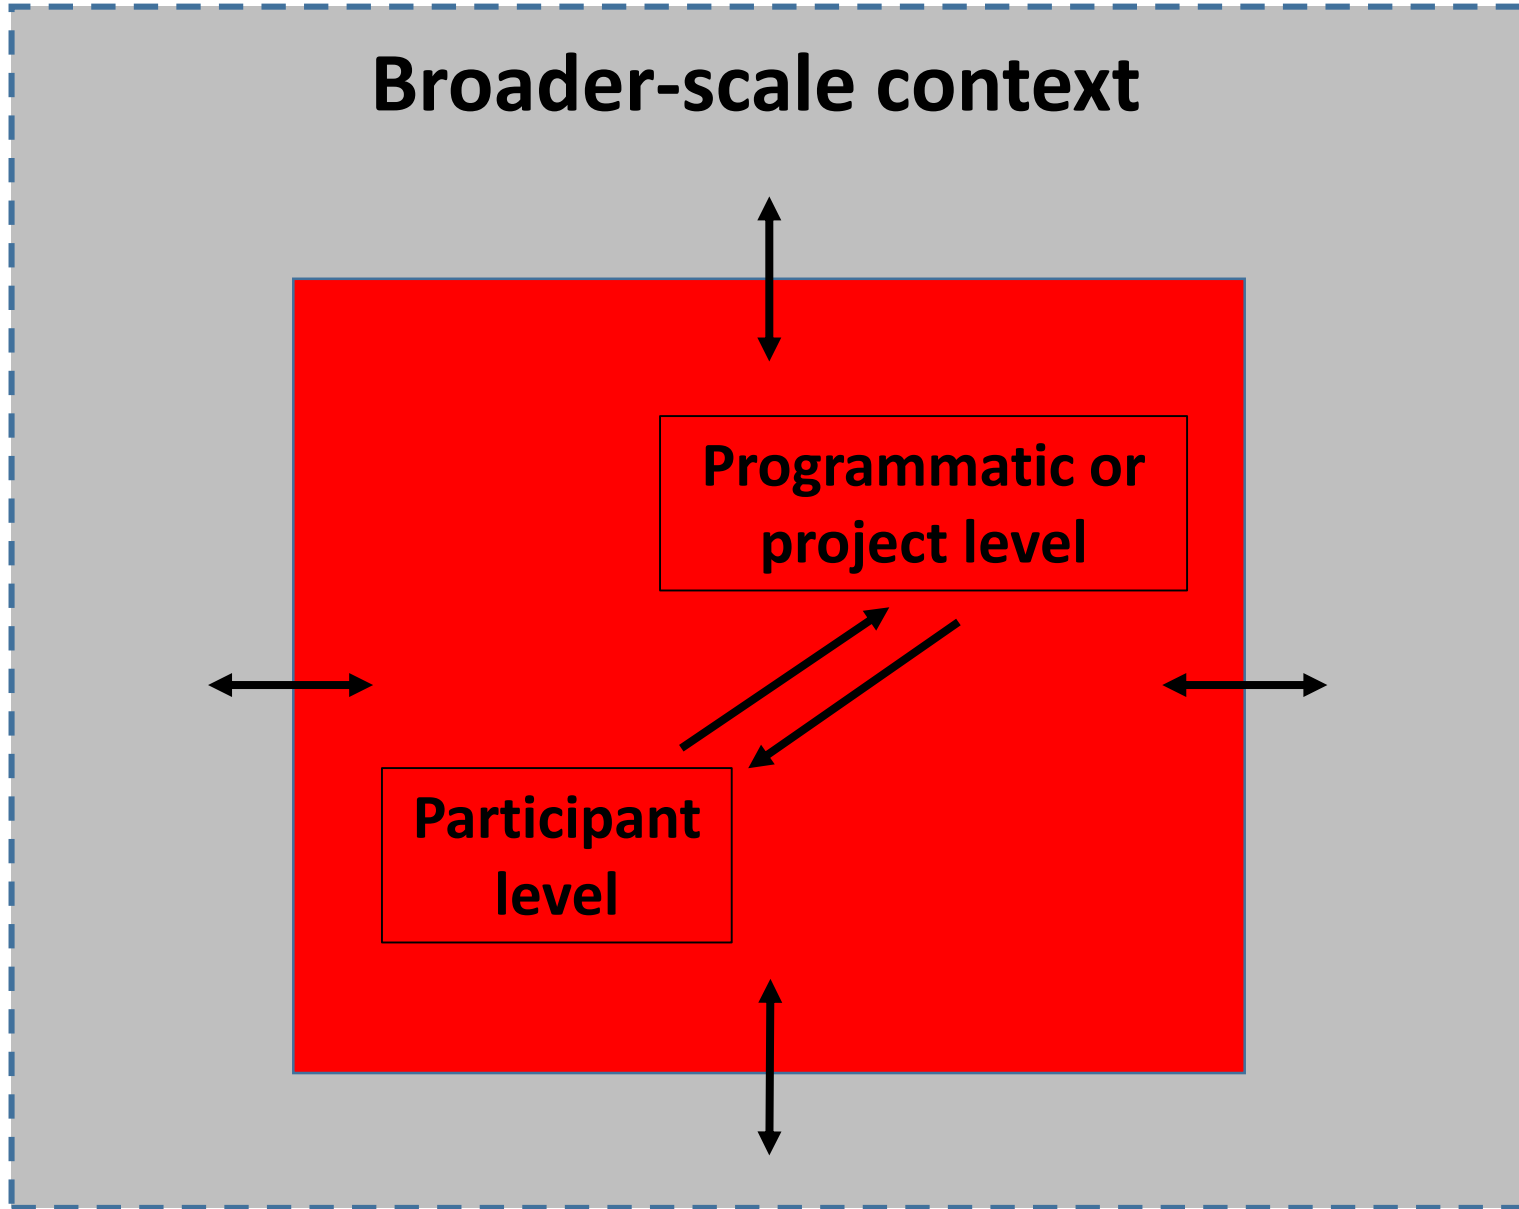 Broader-scale context
Programmatic or
project level
Participant
level